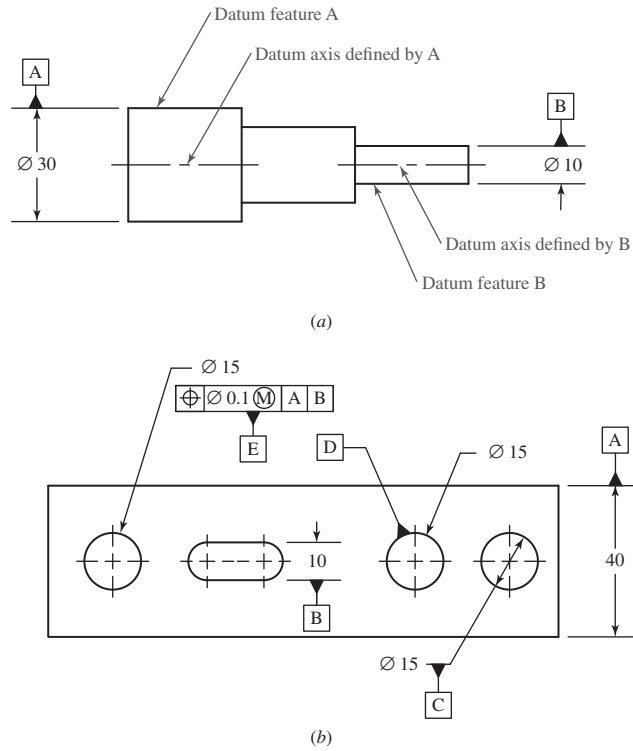 Datum feature A
Datum axis defined by A
A
B
∅ 30
∅ 10
Datum axis defined by B
Datum feature B
(a)
∅ 15
⌖ ∅ 0.1 Ⓜ A B
E
D
∅ 15
A
10
40
B
∅ 15
C
(b)